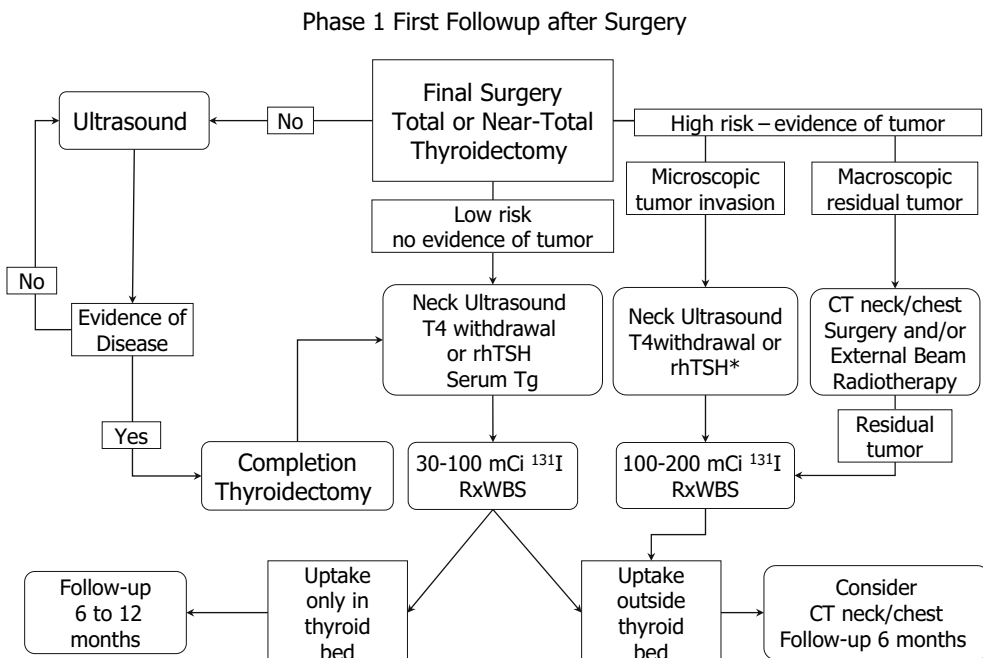 Phase 1 First Followup after Surgery
Ultrasound
No
Final Surgery
Total or Near-Total
Thyroidectomy
High risk – evidence of tumor
Microscopic
tumor invasion
Macroscopic
residual tumor
Low risk
no evidence of tumor
No
Evidence of
Disease
Neck Ultrasound
T4 withdrawal
or rhTSH
Serum Tg
Neck Ultrasound
T4withdrawal or
rhTSH*
CT neck/chest
Surgery and/or
External Beam
Radiotherapy
Yes
Residual
tumor
Completion
Thyroidectomy
30-100 mCi ¹³¹I
RxWBS
100-200 mCi ¹³¹I
RxWBS
Follow-up
6 to 12
months
Uptake
only in
thyroid
bed
Uptake
outside
thyroid
bed
Consider
CT neck/chest
Follow-up 6 months